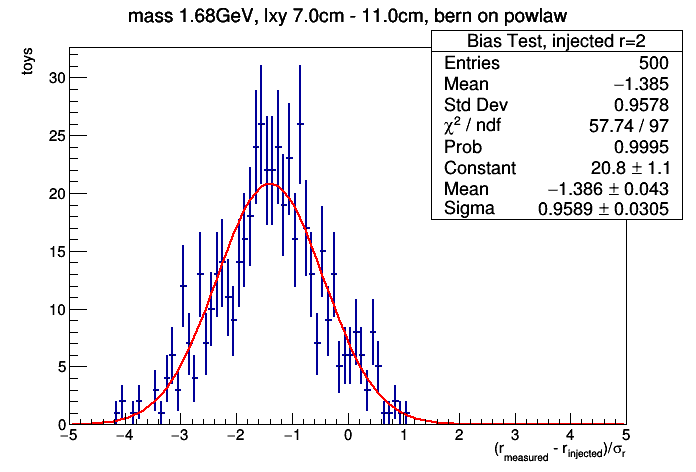 mass 1.68GeV, lxy 7.0cm - 11.0cm, bern on powlaw
Bias Test, injected r=2
Entries 500
Mean −1.385
Std Dev 0.9578
χ² / ndf 57.74 / 97
Prob 0.9995
Constant 20.8 ± 1.1
Mean −1.386 ± 0.043
Sigma 0.9589 ± 0.0305
toys
30
25
20
15
10
5
0
−5 −4 −3 −2 −1 0 1 2 3 4 5
(r_measured - r_injected)/σ_r